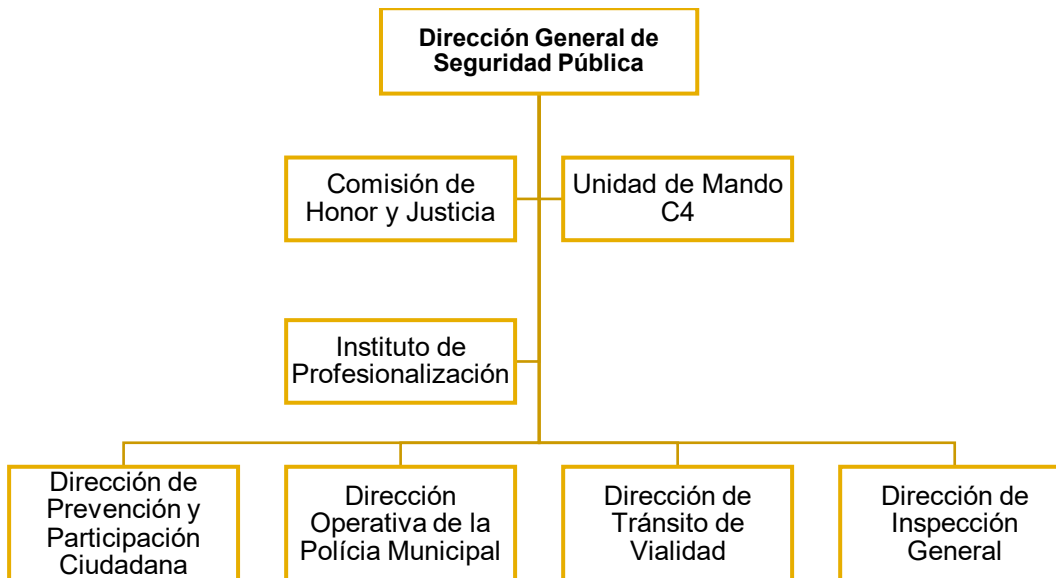 Dirección General de
Seguridad Pública
Comisión de
Honor y Justicia
Unidad de Mando
C4
Instituto de
Profesionalización
Dirección de
Prevención y
Participación
Ciudadana
Dirección
Operativa de la
Polícia Municipal
Dirección de
Tránsito de
Vialidad
Dirección de
Inspección
General